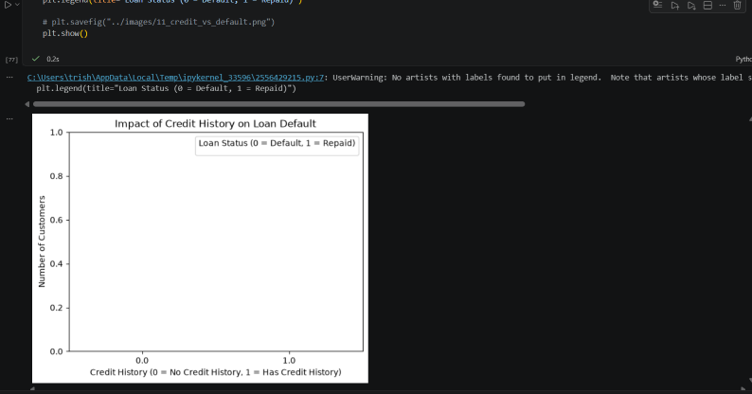 plt.legend(title="Loan Status (0 = Default, 1 = Repaid)")
# plt.savefig("../images/11_credit_vs_default.png")
plt.show()
[77]
0.2s
... C:\Users\trish\AppData\Local\Temp\ipykernel_33596\2556429215.py:7: UserWarning: No artists with labels found to put in legend. Note that artists whose label s
plt.legend(title="Loan Status (0 = Default, 1 = Repaid)")
...
Impact of Credit History on Loan Default
Loan Status (0 = Default, 1 = Repaid)
1.0
0.8
0.6
0.4
0.2
0.0
Number of Customers
0.0 1.0
Credit History (0 = No Credit History, 1 = Has Credit History)